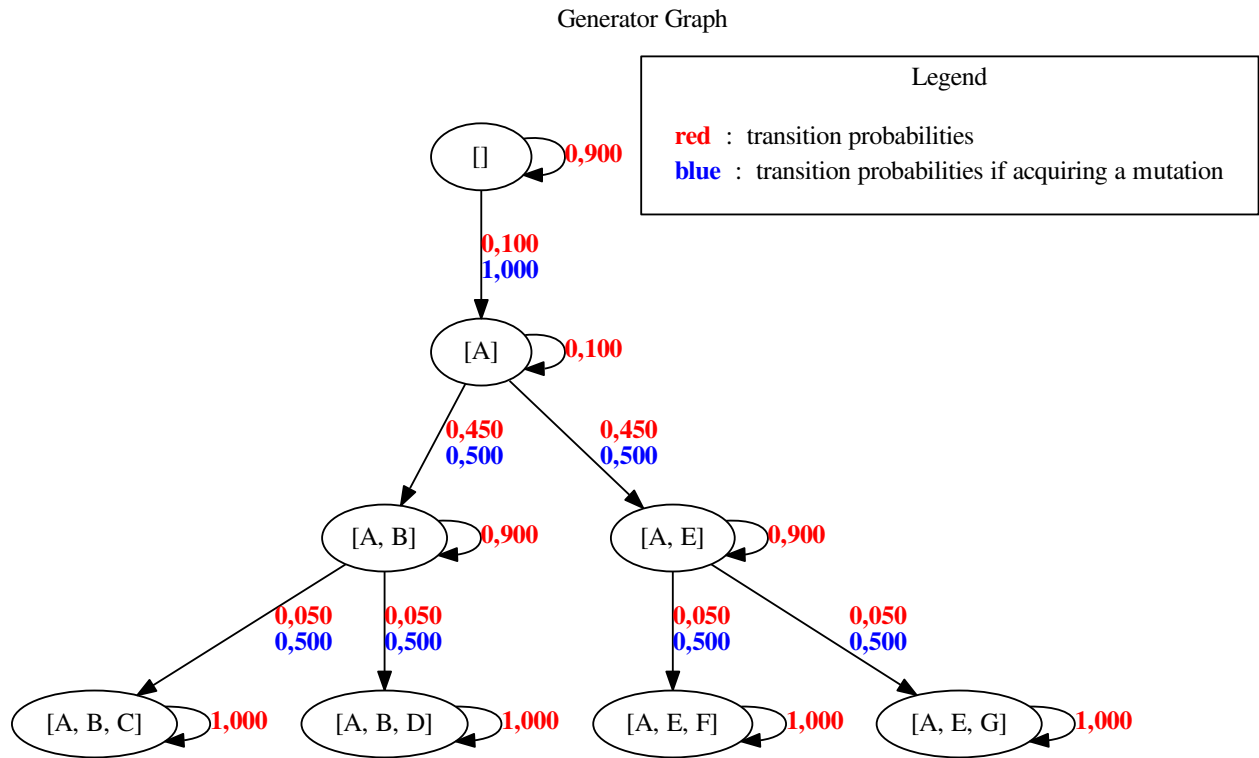 Generator Graph
Legend
red : transition probabilities
blue : transition probabilities if acquiring a mutation
[]
0,900
0,100
1,000
[A]
0,100
0,450
0,500
0,450
0,500
[A, B]
0,900
[A, E]
0,900
0,050
0,500
0,050
0,500
0,050
0,500
0,050
0,500
[A, B, C]
1,000
[A, B, D]
1,000
[A, E, F]
1,000
[A, E, G]
1,000